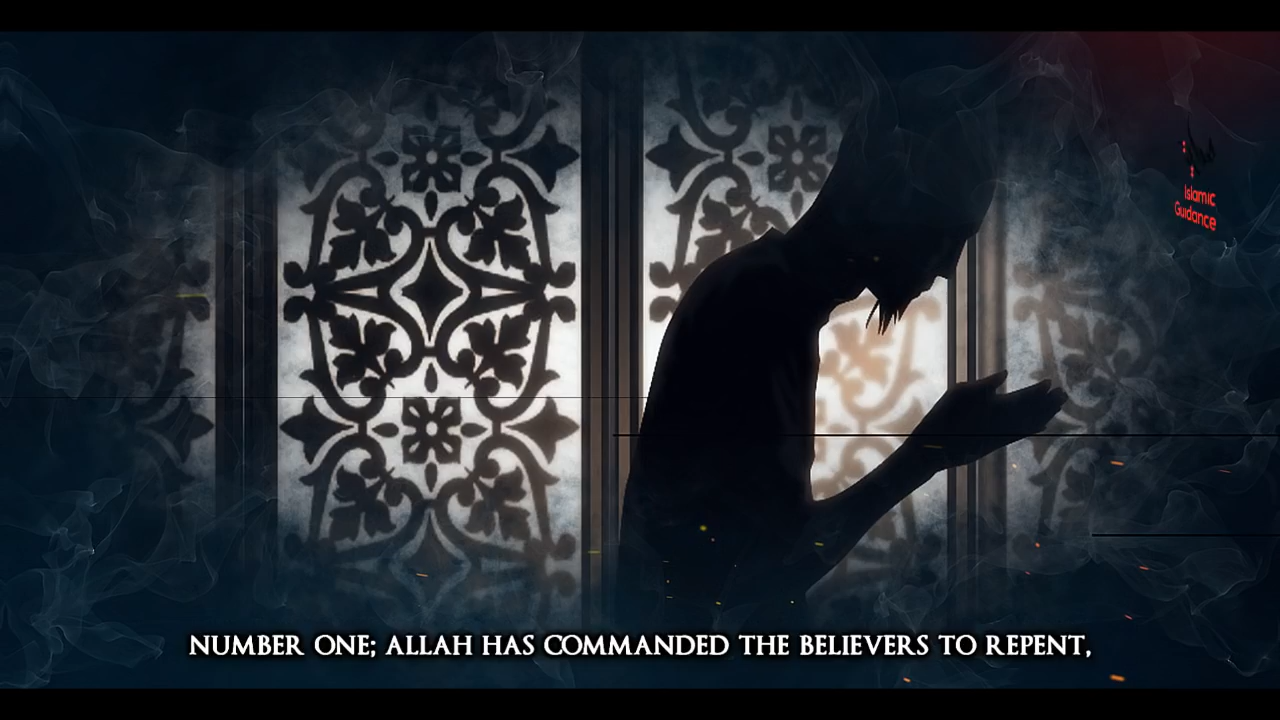 Islamic
Guidance
NUMBER ONE; ALLAH HAS COMMANDED THE BELIEVERS TO REPENT,